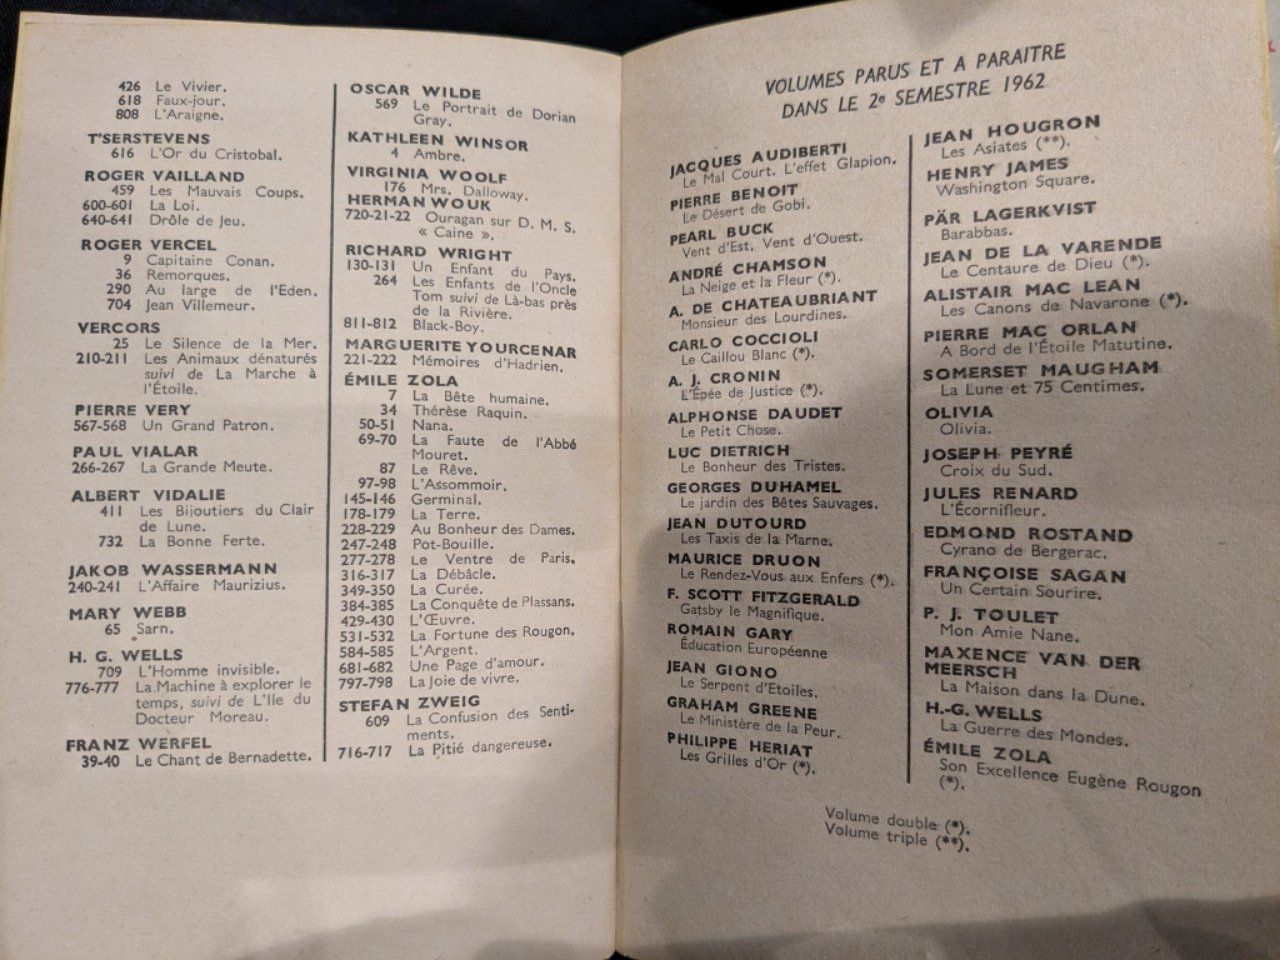 426 Le Vivier.
618 Faux-jour.
808 L'Araigne.
T'SERSTEVENS
616 L'Or du Cristobal.
ROGER VAILLAND
459 Les Mauvais Coups.
600-601 La Loi.
640-641 Drôle de Jeu.
ROGER VERCEL
9 Capitaine Conan.
36 Remorques.
290 Au large de l'Eden.
704 Jean Villemeur.
VERCORS
25 Le Silence de la Mer.
210-211 Les Animaux dénaturés
suivi de La Marche à
l'Étoile.
PIERRE VERY
567-568 Un Grand Patron.
PAUL VIALAR
266-267 La Grande Meute.
ALBERT VIDALIE
411 Les Bijoutiers du Clair
de Lune.
732 La Bonne Ferte.
JAKOB WASSERMANN
240-241 L'Affaire Maurizius.
MARY WEBB
65 Sarn.
H. G. WELLS
709 L'Homme invisible.
776-777 La Machine à explorer le
temps, suivi de L'Ile du
Docteur Moreau.
FRANZ WERFEL
39-40 Le Chant de Bernadette.
OSCAR WILDE
569 Le Portrait de Dorian
Gray.
KATHLEEN WINSOR
4 Ambre.
VIRGINIA WOOLF
176 Mrs. Dalloway.
HERMAN WOUK
720-21-22 Ouragan sur D. M. S.
« Caine ».
RICHARD WRIGHT
130-131 Un Enfant du Pays.
264 Les Enfants de l'Oncle
Tom suivi de Là-bas près
de la Rivière.
811-812 Black-Boy.
MARGUERITE YOURCENAR
221-222 Mémoires d'Hadrien.
ÉMILE ZOLA
7 La Bête humaine.
34 Thérèse Raquin.
50-51 Nana.
69-70 La Faute de l'Abbé
Mouret.
87 Le Rêve.
97-98 L'Assommoir.
145-146 Germinal.
178-179 La Terre.
228-229 Au Bonheur des Dames.
247-248 Pot-Bouille.
277-278 Le Ventre de Paris.
316-317 La Débâcle.
349-350 La Curée.
384-385 La Conquête de Plassans.
429-430 L'Œuvre.
531-532 La Fortune des Rougon.
584-585 L'Argent.
681-682 Une Page d'amour.
797-798 La Joie de vivre.
STEFAN ZWEIG
609 La Confusion des Senti-
ments.
716-717 La Pitié dangereuse.
VOLUMES PARUS ET A PARAITRE
DANS LE 2e SEMESTRE 1962
JACQUES AUDIBERTI
Le Mal Court. L'effet Glapion.
PIERRE BENOIT
Le Désert de Gobi.
PEARL BUCK
Vent d'Est, Vent d'Ouest.
ANDRÉ CHAMSON
La Neige et la Fleur (*).
A. DE CHATEAUBRIANT
Monsieur des Lourdines.
CARLO COCCIOLI
Le Caillou Blanc (*).
A. J. CRONIN
L'Épée de Justice (*).
ALPHONSE DAUDET
Le Petit Chose.
LUC DIETRICH
Le Bonheur des Tristes.
GEORGES DUHAMEL
Le jardin des Bêtes Sauvages.
JEAN DUTOURD
Les Taxis de la Marne.
MAURICE DRUON
Le Rendez-Vous aux Enfers (*).
F. SCOTT FITZGERALD
Gatsby le Magnifique.
ROMAIN GARY
Éducation Européenne
JEAN GIONO
Le Serpent d'Etoiles.
GRAHAM GREENE
Le Ministère de la Peur.
PHILIPPE HERIAT
Les Grilles d'Or (*).
JEAN HOUGRON
Les Asiates (**).
HENRY JAMES
Washington Square.
PÄR LAGERKVIST
Barabbas.
JEAN DE LA VARENDE
Le Centaure de Dieu (*).
ALISTAIR MAC LEAN
Les Canons de Navarone (*).
PIERRE MAC ORLAN
A Bord de l'Étoile Matutine.
SOMERSET MAUGHAM
La Lune et 75 Centimes.
OLIVIA
Olivia.
JOSEPH PEYRÉ
Croix du Sud.
JULES RENARD
L'Écornifleur.
EDMOND ROSTAND
Cyrano de Bergerac.
FRANÇOISE SAGAN
Un Certain Sourire.
P. J. TOULET
Mon Amie Nane.
MAXENCE VAN DER
MEERSCH
La Maison dans la Dune.
H.-G. WELLS
La Guerre des Mondes.
ÉMILE ZOLA
Son Excellence Eugène Rougon
(*).
Volume double (*).
Volume triple (**).